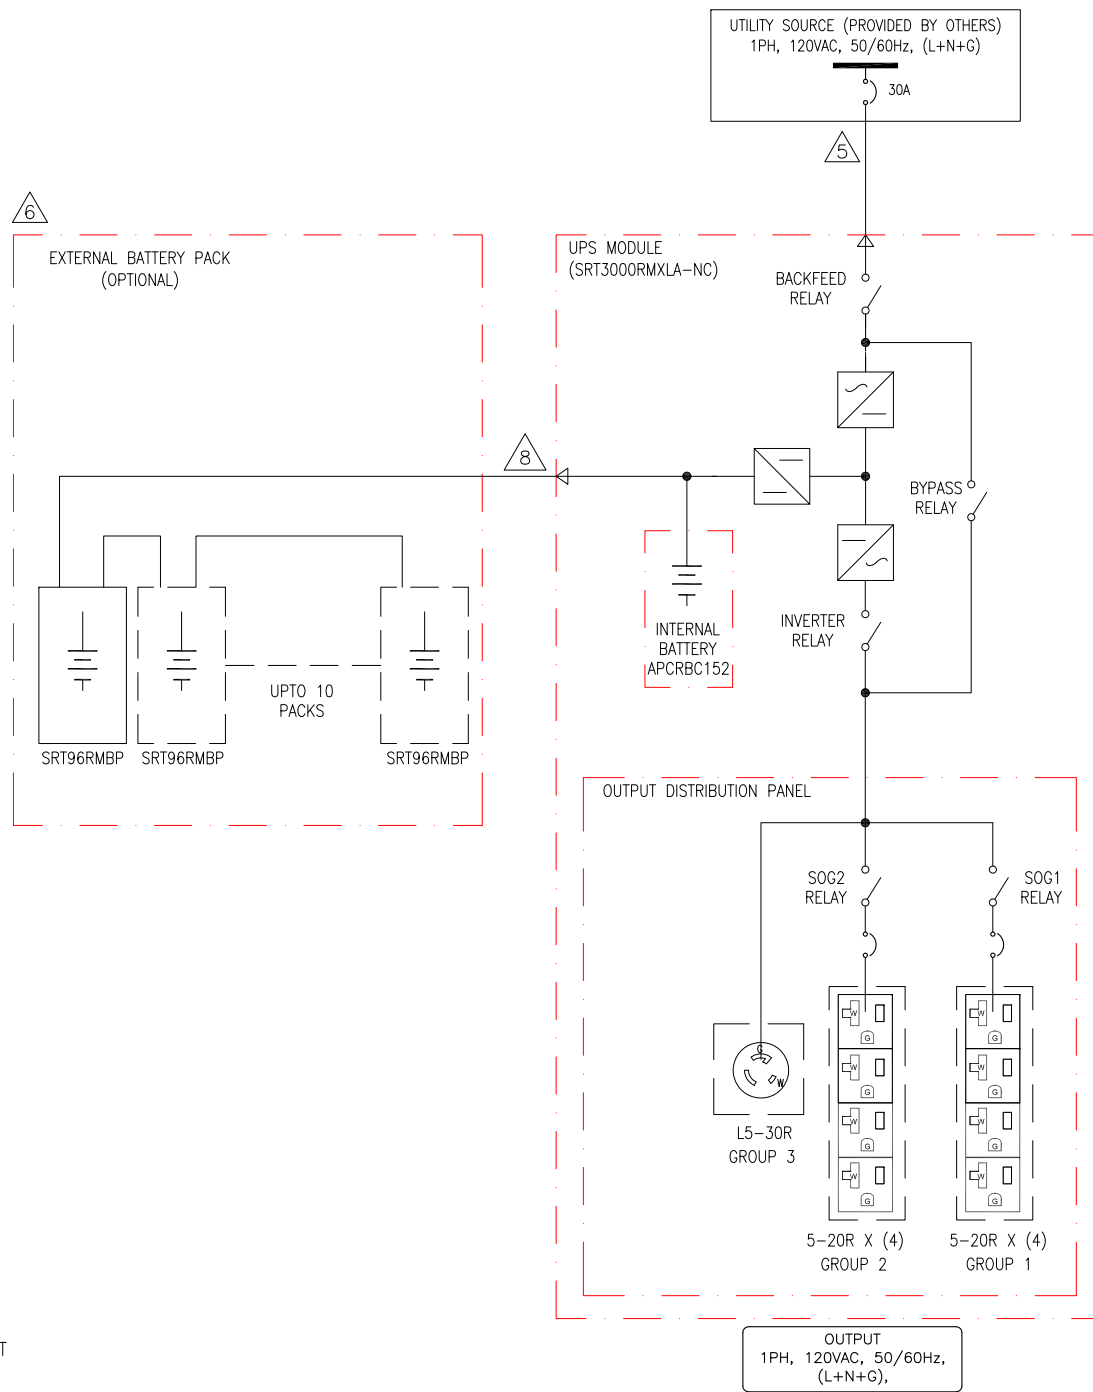 UTILITY SOURCE (PROVIDED BY OTHERS)
1PH, 120VAC, 50/60Hz, (L+N+G)
30A
5
6
EXTERNAL BATTERY PACK
(OPTIONAL)
UPS MODULE
(SRT3000RMXLA-NC)
BACKFEED
RELAY
8
BYPASS
RELAY
INTERNAL
BATTERY
APCRBC152
INVERTER
RELAY
UPTO 10
PACKS
SRT96RMBP
SRT96RMBP
SRT96RMBP
OUTPUT DISTRIBUTION PANEL
SOG2
RELAY
SOG1
RELAY
G
W
W
G
W
G
W
G
W
G
W
G
W
G
W
G
W
G
L5-30R
GROUP 3
5-20R X (4)
GROUP 2
5-20R X (4)
GROUP 1
OUTPUT
1PH, 120VAC, 50/60Hz,
(L+N+G),
T